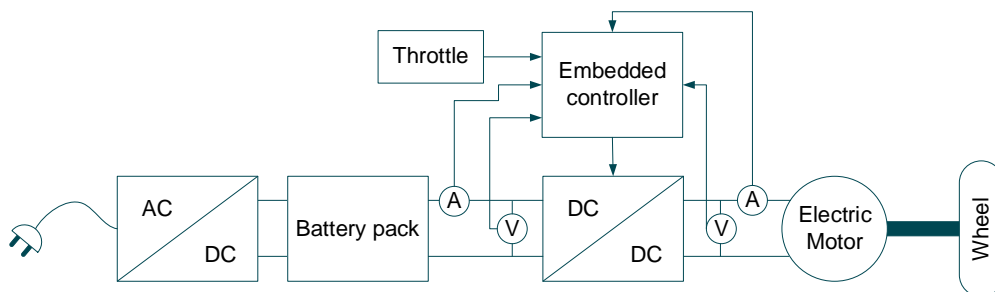 Throttle
Embedded
controller
AC
DC
Battery pack
A
V
DC
DC
V
A
Electric
Motor
Wheel